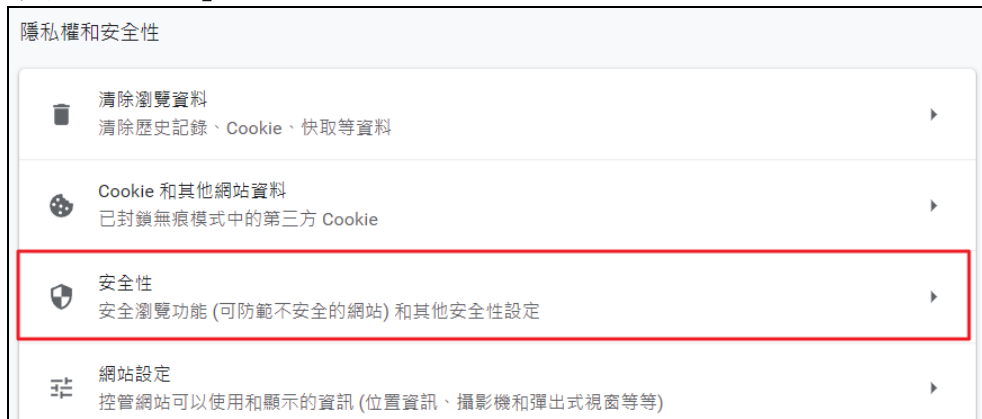 隱私權和安全性
清除瀏覽資料
清除歷史記錄、Cookie、快取等資料
Cookie 和其他網站資料
已封鎖無痕模式中的第三方 Cookie
安全性
安全瀏覽功能 (可防範不安全的網站) 和其他安全性設定
網站設定
控管網站可以使用和顯示的資訊 (位置資訊、攝影機和彈出式視窗等等)